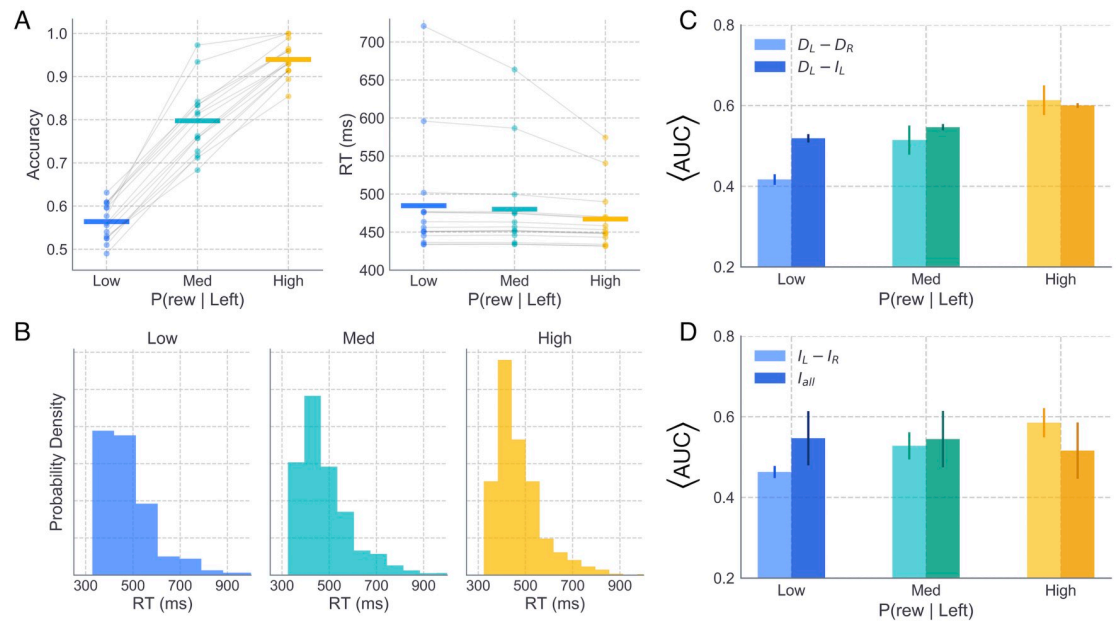 A
Accuracy
1.0
0.9
0.8
0.7
0.6
0.5
Low
Med
High
P(rew | Left)
RT (ms)
700
650
600
550
500
450
400
Low
Med
High
P(rew | Left)
B
Probability Density
Low
Med
High
300
500
700
900
RT (ms)
300
500
700
900
RT (ms)
300
500
700
900
RT (ms)
C
⟨AUC⟩
0.8
0.6
0.4
0.2
D_L − D_R
D_L − I_L
Low
Med
High
P(rew | Left)
D
⟨AUC⟩
0.8
0.6
0.4
0.2
I_L − I_R
I_all
Low
Med
High
P(rew | Left)